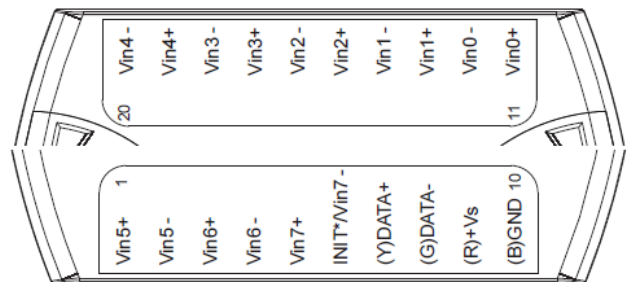 Vin4 -
Vin4+
Vin3 -
Vin3+
Vin2 -
Vin2+
Vin1 -
Vin1+
Vin0 -
Vin0+
20
11
1
10
Vin5+
Vin5 -
Vin6+
Vin6 -
Vin7+
INIT*/Vin7 -
(Y)DATA+
(G)DATA-
(R)+Vs
(B)GND